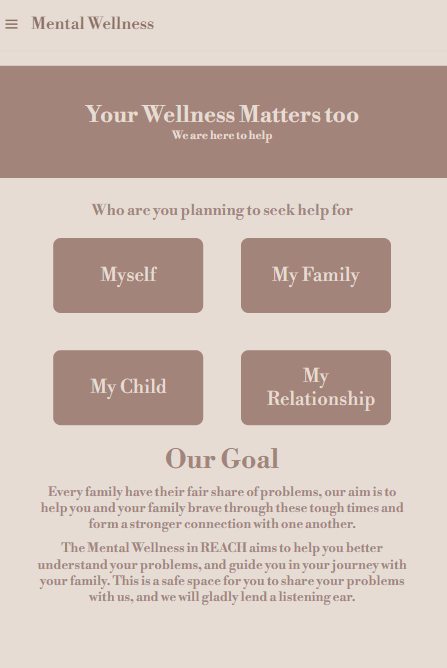 Mental Wellness
Your Wellness Matters too
We are here to help
Who are you planning to seek help for
Myself
My Family
My Child
My
Relationship
Our Goal
Every family have their fair share of problems, our aim is to
help you and your family brave through these tough times and
form a stronger connection with one another.
The Mental Wellness in REACH aims to help you better
understand your problems, and guide you in your journey with
your family. This is a safe space for you to share your problems
with us, and we will gladly lend a listening ear.